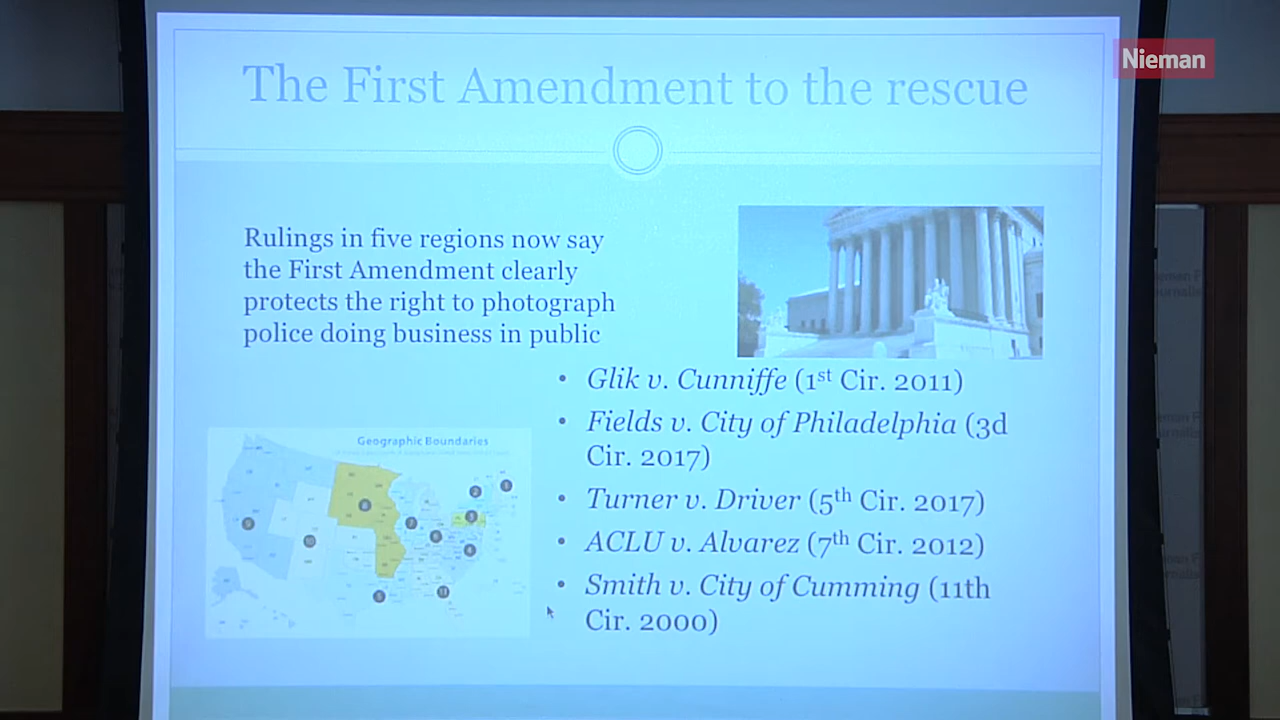 Nieman
The First Amendment to the rescue
Rulings in five regions now say
the First Amendment clearly
protects the right to photograph
police doing business in public
• Glik v. Cunniffe (1st Cir. 2011)
• Fields v. City of Philadelphia (3d
Cir. 2017)
• Turner v. Driver (5th Cir. 2017)
• ACLU v. Alvarez (7th Cir. 2012)
• Smith v. City of Cumming (11th
Cir. 2000)
Geographic Boundaries